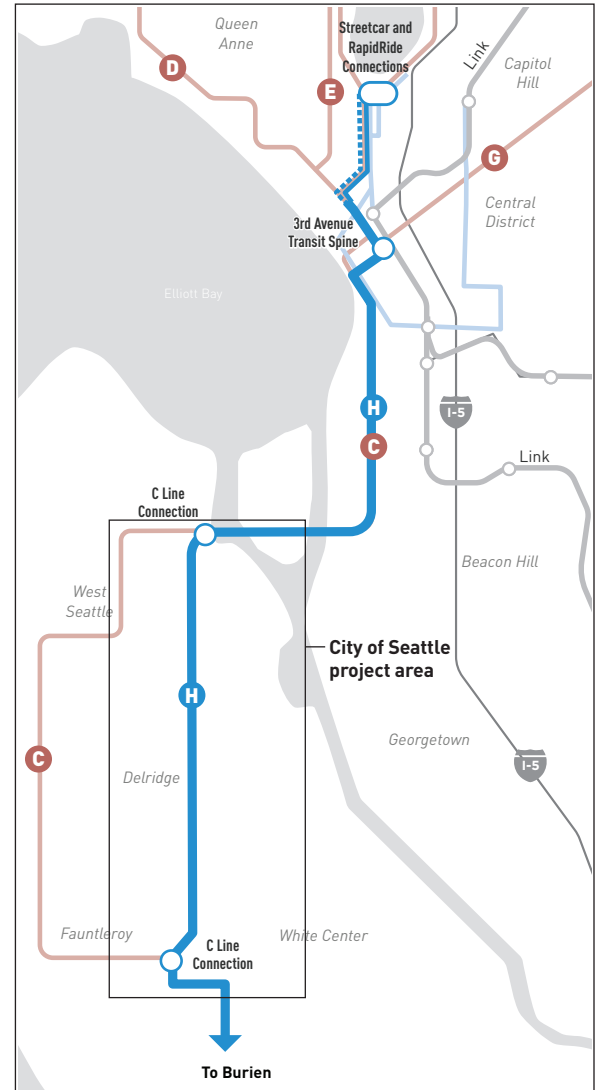 Queen
Anne
Streetcar and
RapidRide
Connections
D
E
Link
Capitol
Hill
G
Central
District
3rd Avenue
Transit Spine
Elliott Bay
H
I-5
C
Link
C Line
Connection
Beacon Hill
West
Seattle
City of Seattle
project area
H
Georgetown
C
I-5
Delridge
Fauntleroy
White Center
C Line
Connection
To Burien